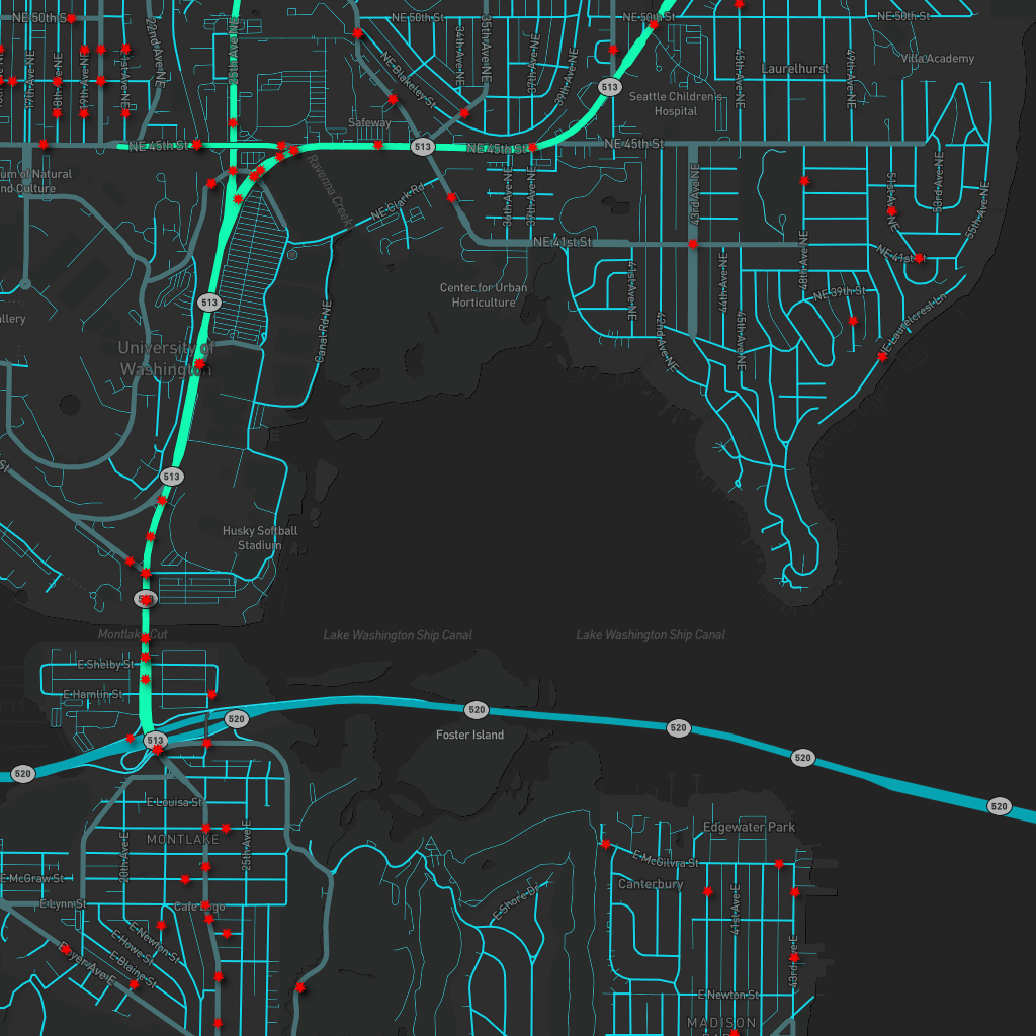 NE 50th S
22nd Ave NE
25th Ave NE
NE 50th St
35th Ave NE
34th Ave NE
NE 50th St
NE 50th St
17th Ave NE
18th Ave NE
19th Ave NE
21st Ave NE
NE Blakeley St
37th Ave NE
39th Ave NE
513
45th Ave NE
Laurelhurst
49th Ave NE
Villa Academy
Seattle Children's
Hospital
Safeway
NE 45th St
513
NE 45th St
NE 45th St
um of Natural
nd Culture
Ravenna Creek
NE Clark Rd
36th Ave NE
37th Ave NE
43rd Ave NE
51st Ave NE
53rd Ave NE
55th Ave NE
NE 41st St
48th Ave NE
NE 41st St
Center for Urban
Horticulture
41st Ave NE
44th Ave NE
NE 39th St
513
allery
Canal Rd NE
42nd Ave NE
45th Ave NE
NE Laurelcrest Ln
University of
Washington
St
513
Husky Softball
Stadium
Montlake Cut
Lake Washington Ship Canal
Lake Washington Ship Canal
E Shelby St
E Hamlin St
520
520
520
513
Foster Island
520
520
520
E Louisa St
MONTLAKE
20th Ave E
25th Ave E
Edgewater Park
E McGilvra St
E McGraw St
Canterbury
E Lynn St
E Shore Dr
41st Ave E
E Newton St
E Howe St
E Blaine St
Boyer Ave E
43rd Ave E
E Newton St
MADISON